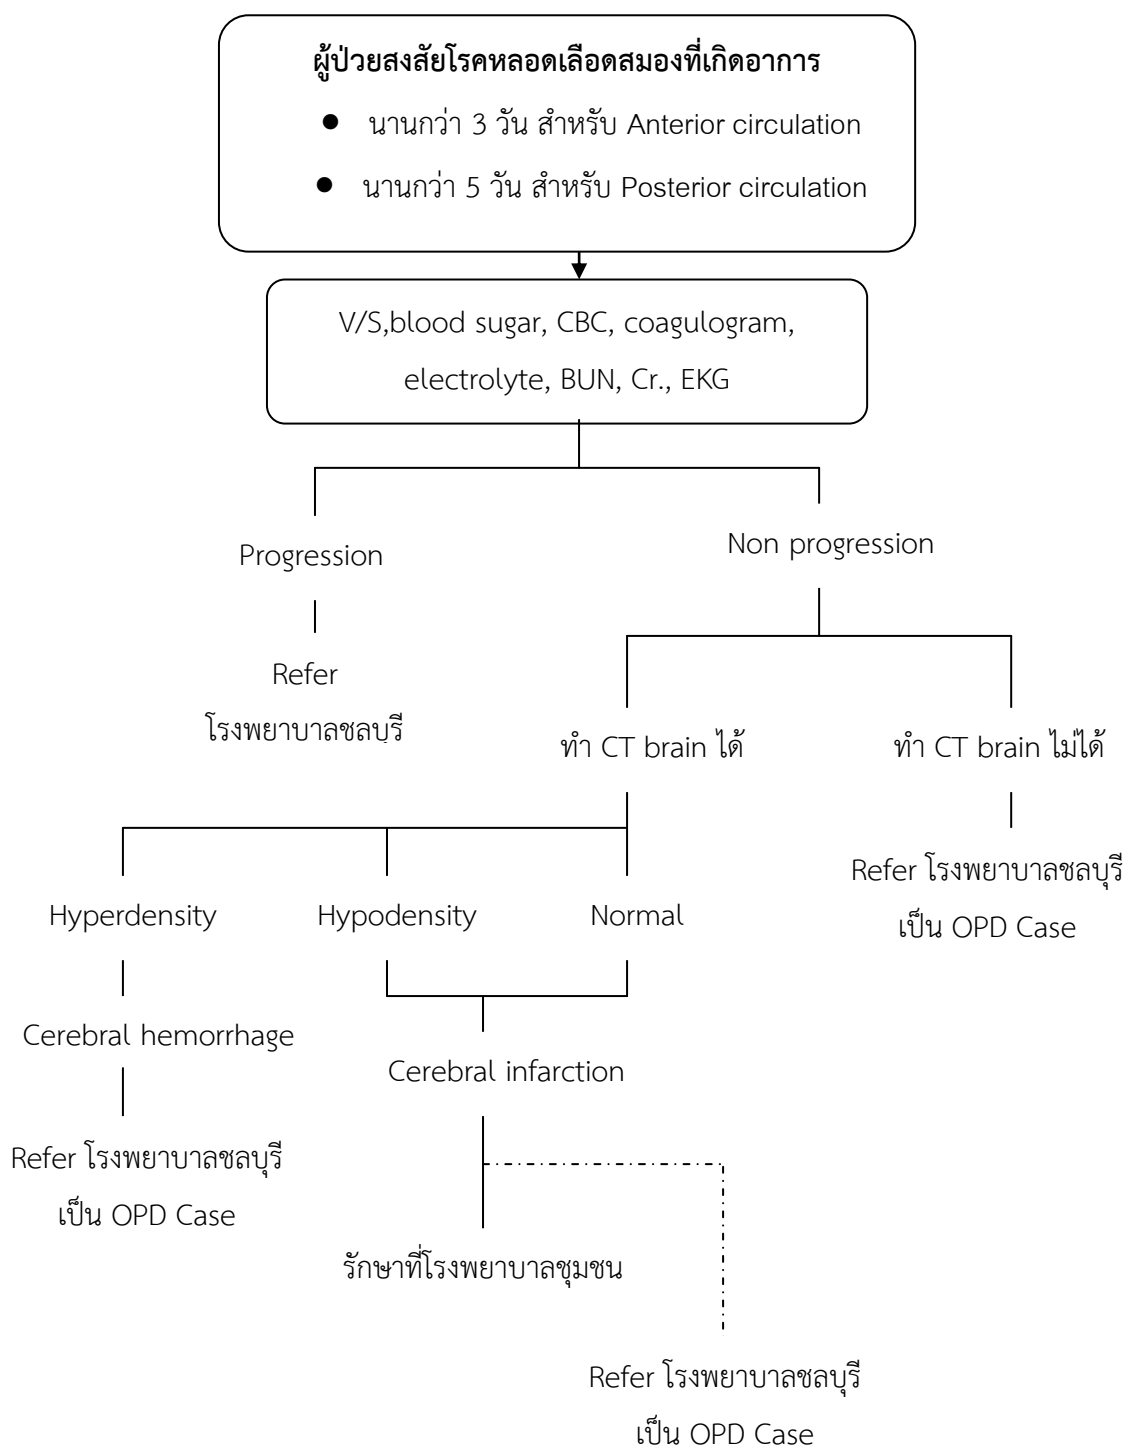 ผู้ป่วยสงสัยโรคหลอดเลือดสมองที่เกิดอาการ
● นานกว่า 3 วัน สำหรับ Anterior circulation
● นานกว่า 5 วัน สำหรับ Posterior circulation
V/S,blood sugar, CBC, coagulogram,
electrolyte, BUN, Cr., EKG
Progression
Non progression
Refer
โรงพยาบาลชลบุรี
ทำ CT brain ได้
ทำ CT brain ไม่ได้
Refer โรงพยาบาลชลบุรี
เป็น OPD Case
Hyperdensity
Hypodensity
Normal
Cerebral hemorrhage
Cerebral infarction
Refer โรงพยาบาลชลบุรี
เป็น OPD Case
รักษาที่โรงพยาบาลชุมชน
Refer โรงพยาบาลชลบุรี
เป็น OPD Case